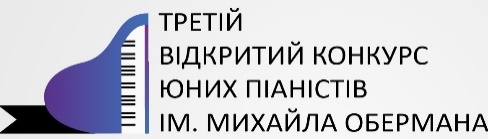 ТРЕТІЙ
ВІДКРИТИЙ КОНКУРС
ЮНИХ ПІАНІСТІВ
ІМ. МИХАЙЛА ОБЕРМАНА